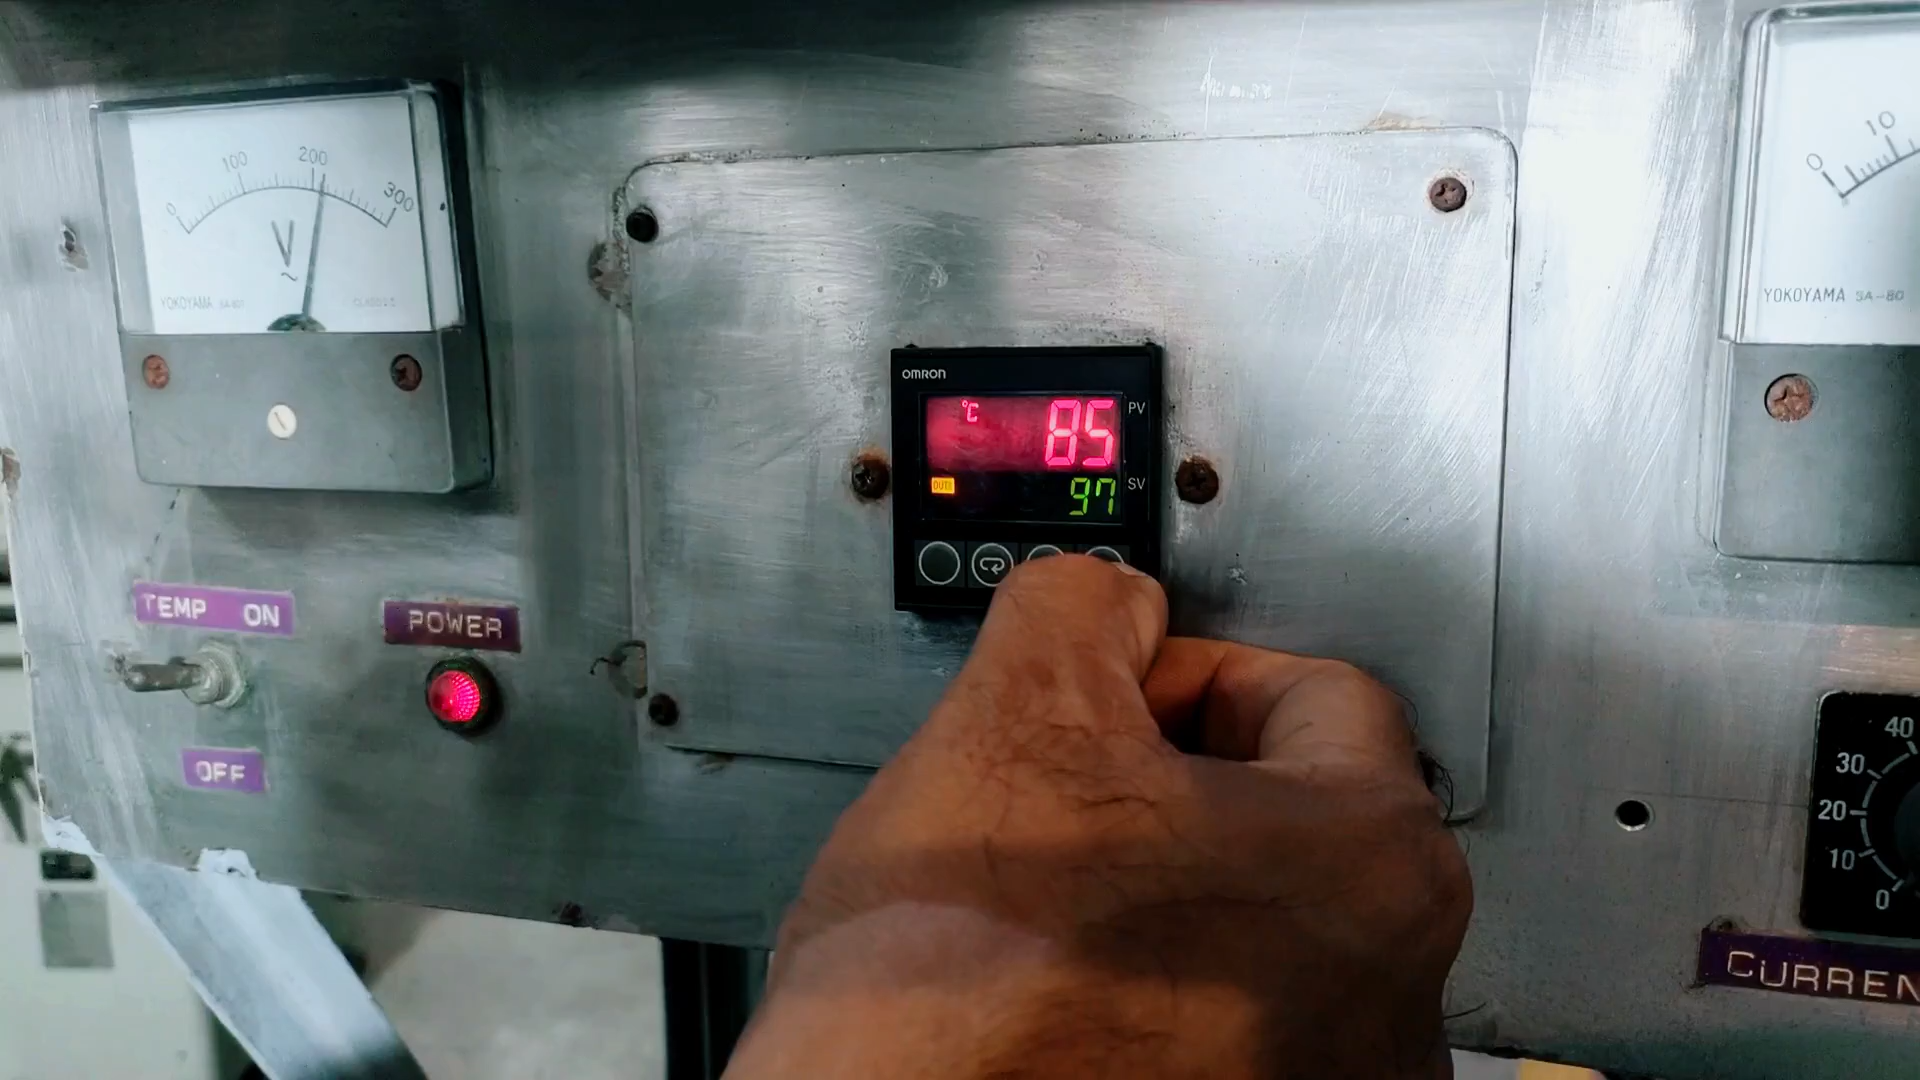 0 100 200 300
V
YOKOYAMA SA-80
OMRON
°C 85 PV
OUT1 97 SV
TEMP ON
OFF
POWER
0 10
YOKOYAMA SA-80
40
30
20
10
0
CURREN